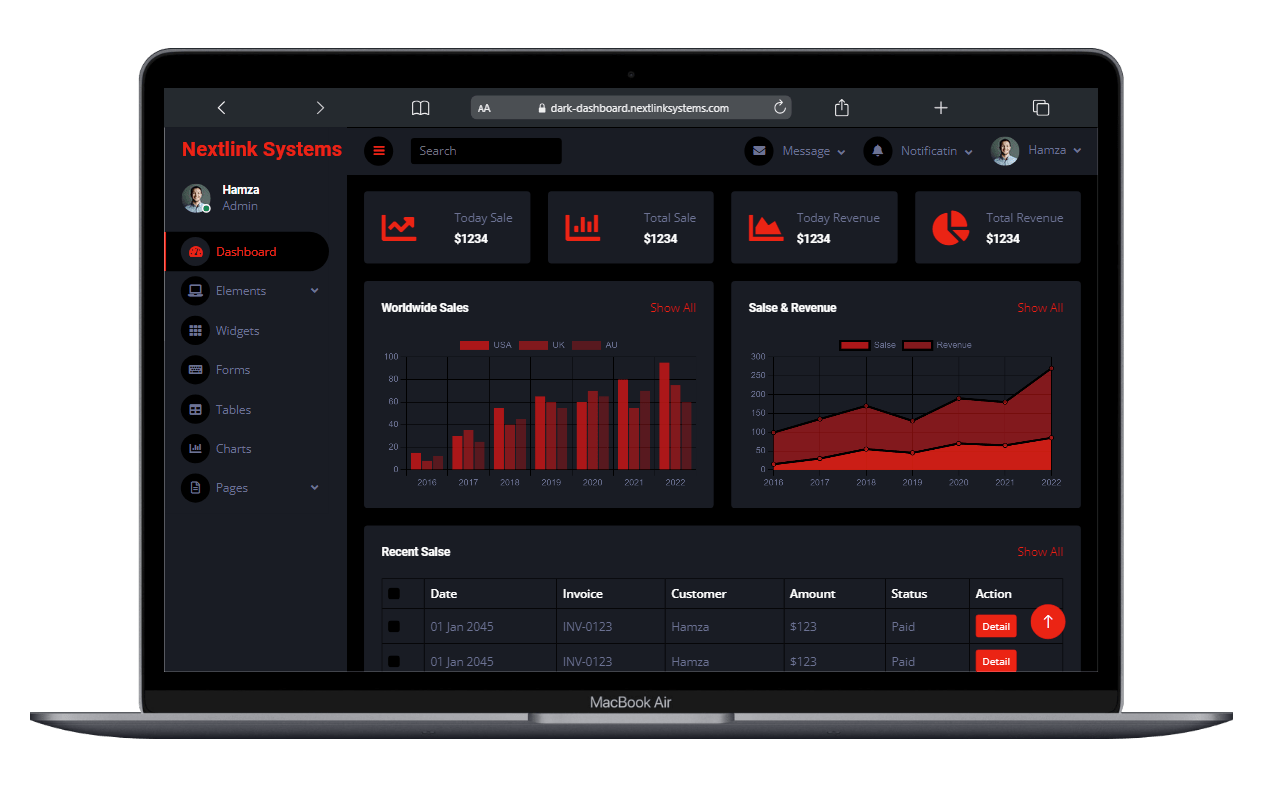 AA dark-dashboard.nextlinksystems.com
Nextlink Systems
Search
Message
Notificatin
Hamza
Hamza
Admin
Dashboard
Elements
Widgets
Forms
Tables
Charts
Pages
Today Sale
$1234
Total Sale
$1234
Today Revenue
$1234
Total Revenue
$1234
Worldwide Sales Show All
USA UK AU
100
80
60
40
20
0
2016 2017 2018 2019 2020 2021 2022
Salse & Revenue Show All
Salse Revenue
300
250
200
150
100
50
0
2016 2017 2018 2019 2020 2021 2022
Recent Salse Show All
Date Invoice Customer Amount Status Action
01 Jan 2045 INV-0123 Hamza $123 Paid Detail
01 Jan 2045 INV-0123 Hamza $123 Paid Detail
MacBook Air